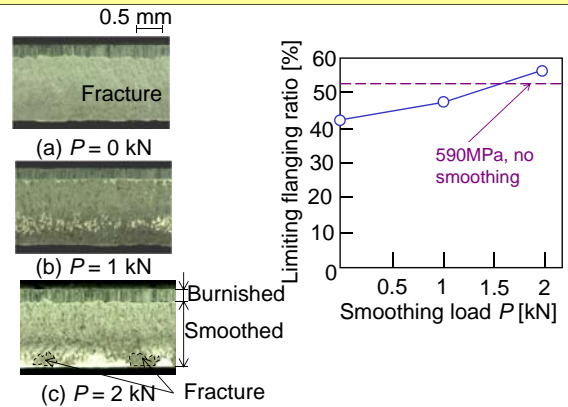 0.5 mm
Fracture
(a) P = 0 kN
(b) P = 1 kN
Burnished
Smoothed
Fracture
(c) P = 2 kN
Limiting flanging ratio [%]
60
50
40
30
20
10
0
590MPa, no
smoothing
0.5
1
1.5
2
Smoothing load P [kN]